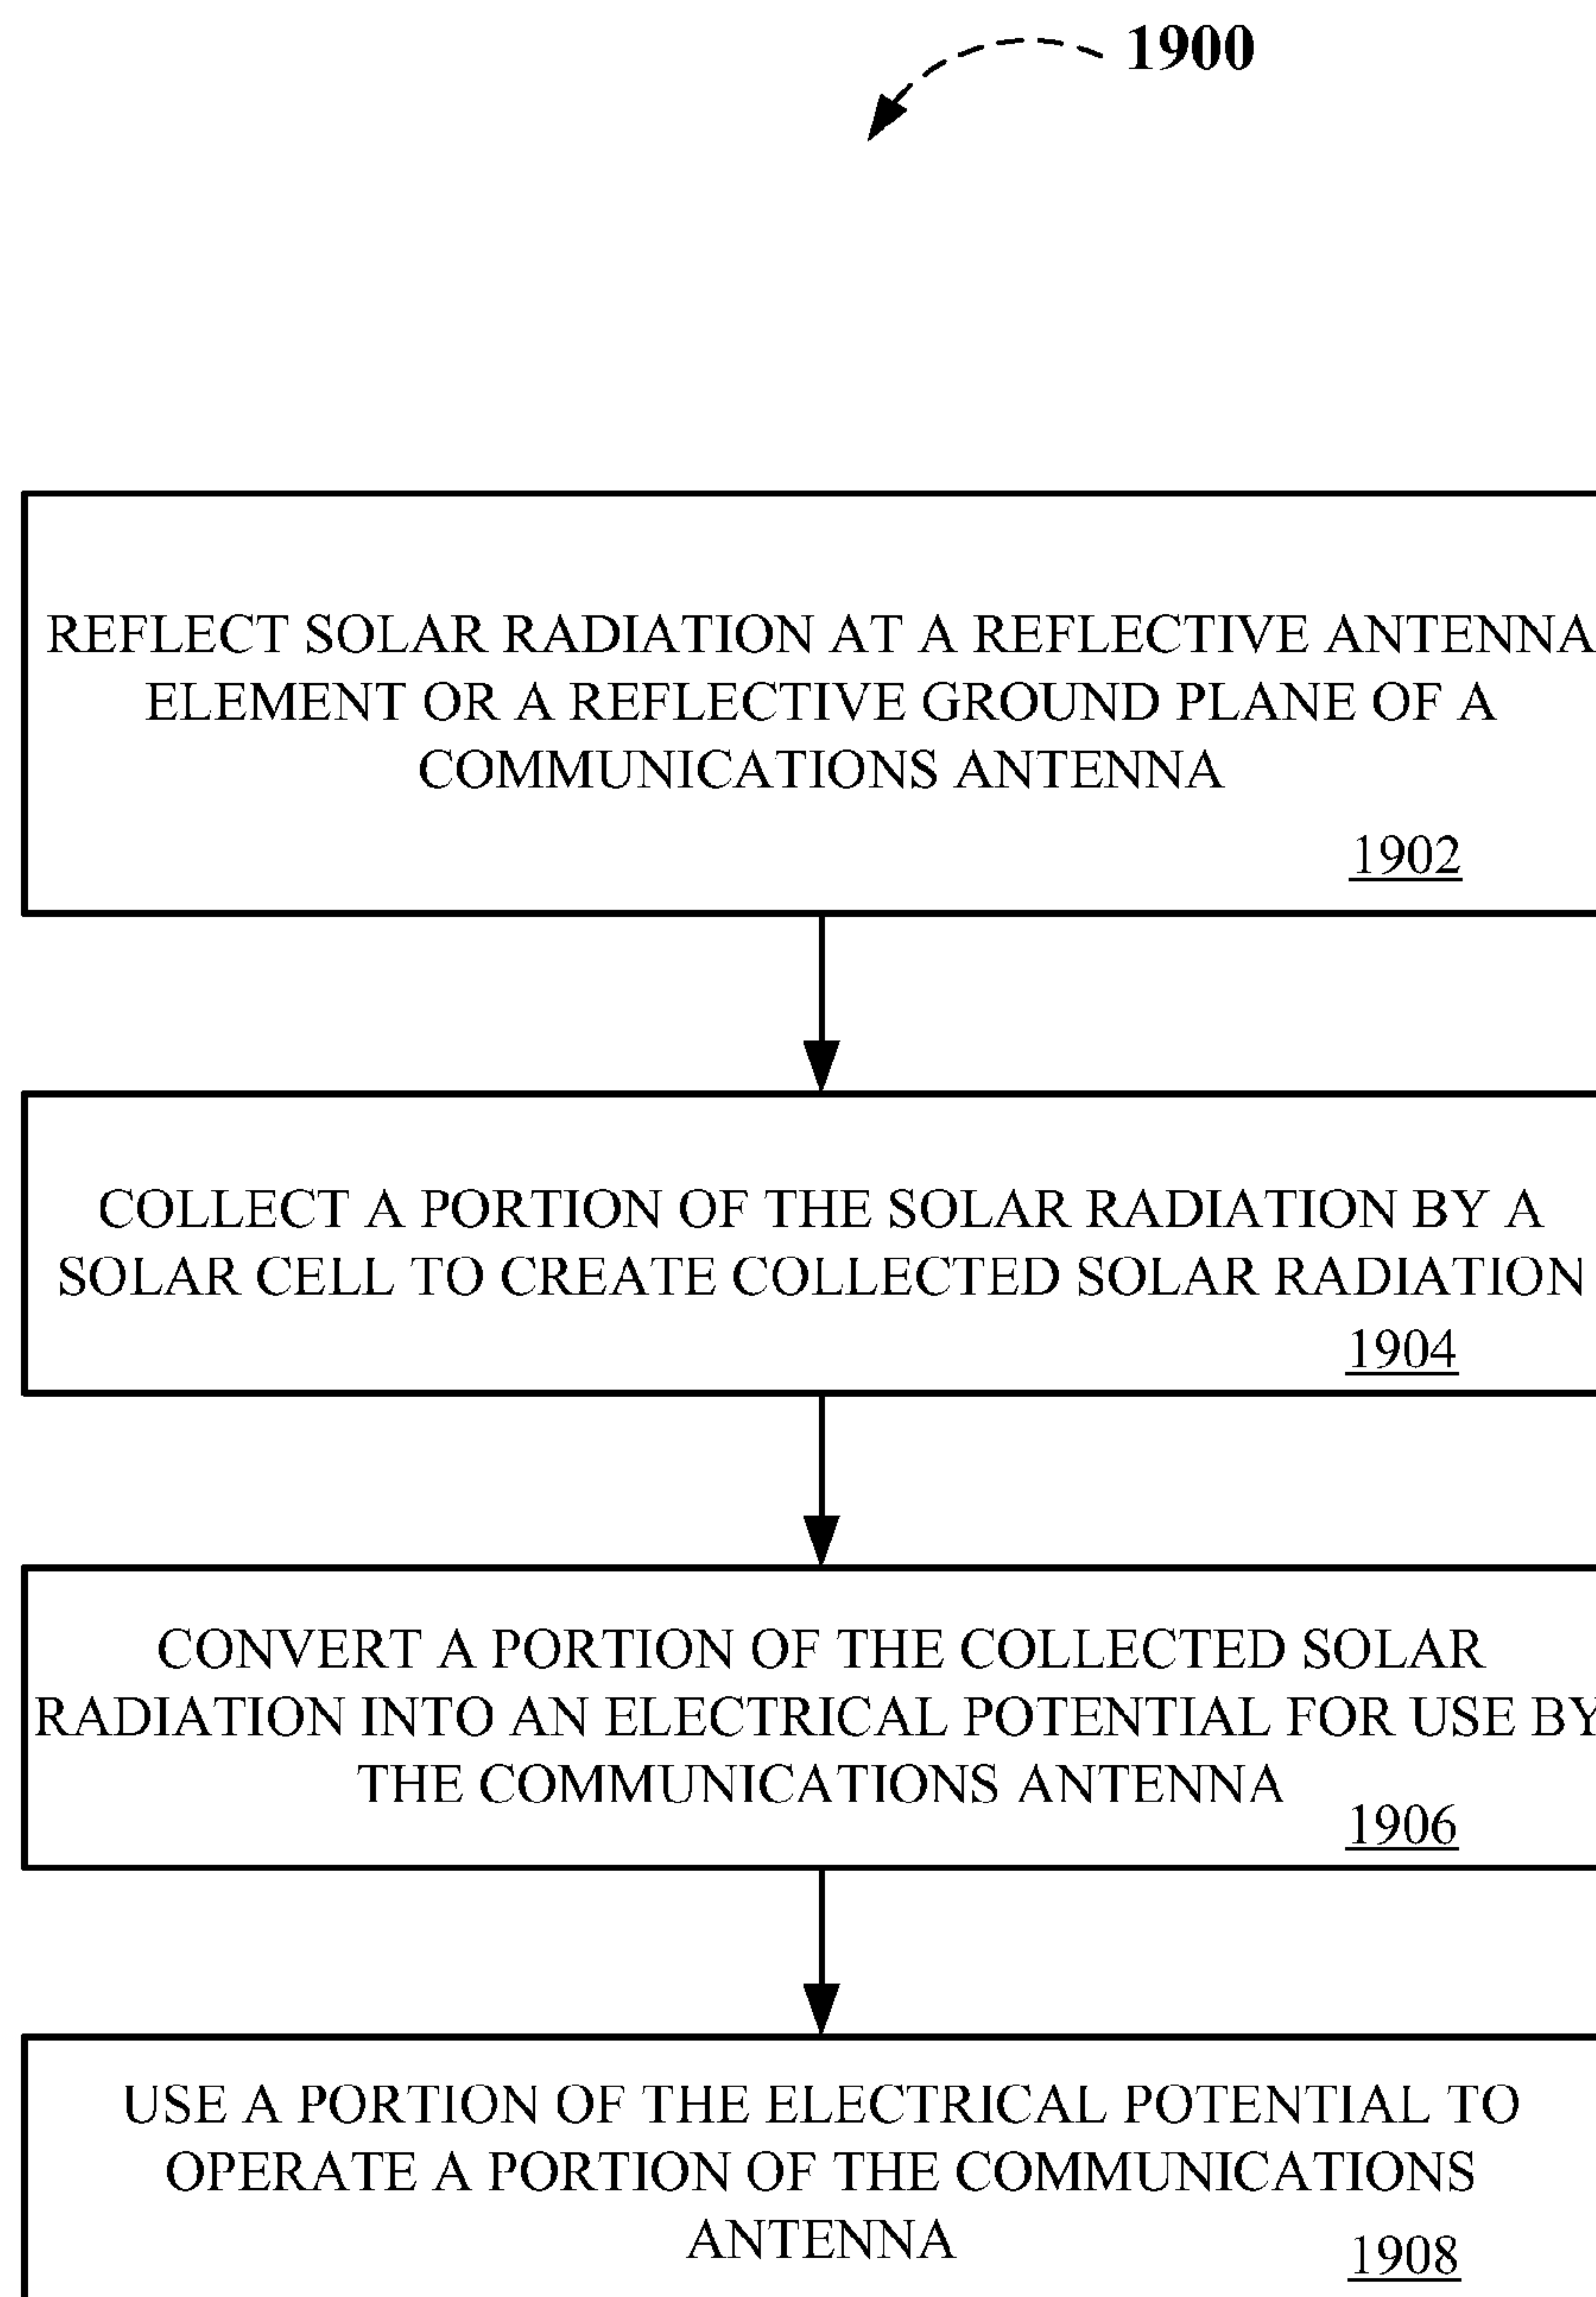 1900
REFLECT SOLAR RADIATION AT A REFLECTIVE ANTENNA
ELEMENT OR A REFLECTIVE GROUND PLANE OF A
COMMUNICATIONS ANTENNA
1902
COLLECT A PORTION OF THE SOLAR RADIATION BY A
SOLAR CELL TO CREATE COLLECTED SOLAR RADIATION
1904
CONVERT A PORTION OF THE COLLECTED SOLAR
RADIATION INTO AN ELECTRICAL POTENTIAL FOR USE BY
THE COMMUNICATIONS ANTENNA
1906
USE A PORTION OF THE ELECTRICAL POTENTIAL TO
OPERATE A PORTION OF THE COMMUNICATIONS
ANTENNA
1908